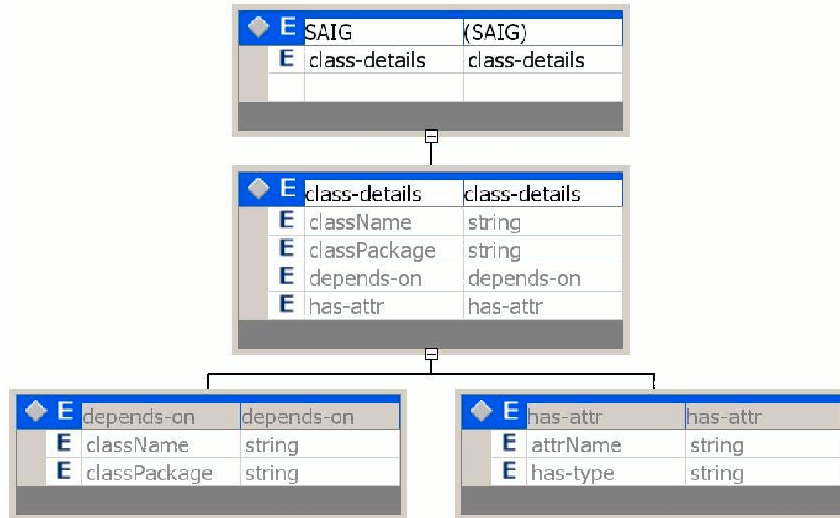 E SAIG (SAIG)
E class-details class-details
E class-details class-details
E className string
E classPackage string
E depends-on depends-on
E has-attr has-attr
E depends-on depends-on
E className string
E classPackage string
E has-attr has-attr
E attrName string
E has-type string